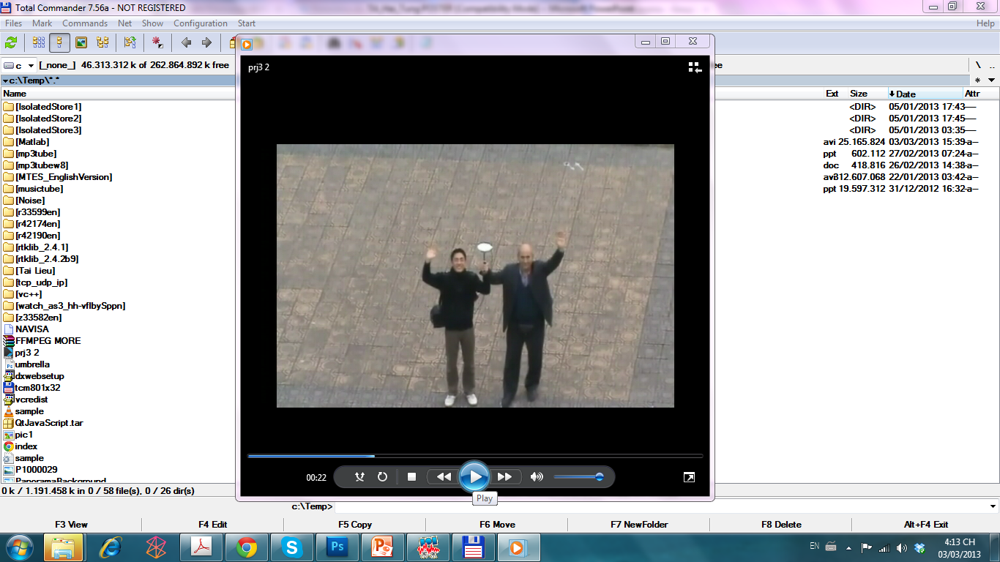 Total Commander 7.56a - NOT REGISTERED
Files Mark Commands Net Show Configuration Start Help
c [_none_] 46.313.312 k of 262.864.892 k free
\ ..
c:\Temp\*.*
* 
Name Ext Size Date Attr
[IsolatedStore1] <DIR> 05/01/2013 17:43
[IsolatedStore2] <DIR> 05/01/2013 17:45
[IsolatedStore3] <DIR> 05/01/2013 03:35
[Matlab] avi 25.165.824 03/03/2013 15:39 -a--
[mp3tube] ppt 602.112 27/02/2013 07:24 -a--
[mp3tubew8] doc 418.816 26/02/2013 14:38 -a--
[MTES_EnglishVersion] 22/01/2013 03:42 -a--
[musictube] ppt 19.597.312 31/12/2012 16:32 -a--
[Noise]
[r33599en]
[r42174en]
[r42190en]
[rtklib_2.4.1]
[rtklib_2.4.2b9]
[Tai Lieu]
[tcp_udp_ip]
[vc++]
[watch_as3_hh-vflbySppn]
[z33582en]
NAVISA
FFMPEG MORE
prj3 2
umbrella
dxwebsetup
tcm801x32
vcredist
sample
QtJavaScript.tar
pic1
index
sample
P1000029
PanoramaBackground
prj3 2
00:22
Play
0 k / 1.191.458 k in 0 / 58 file(s), 0 / 26 dir(s)
c:\Temp>
F3 View F4 Edit F5 Copy F6 Move F7 NewFolder F8 Delete Alt+F4 Exit
EN
4:13 CH
03/03/2013